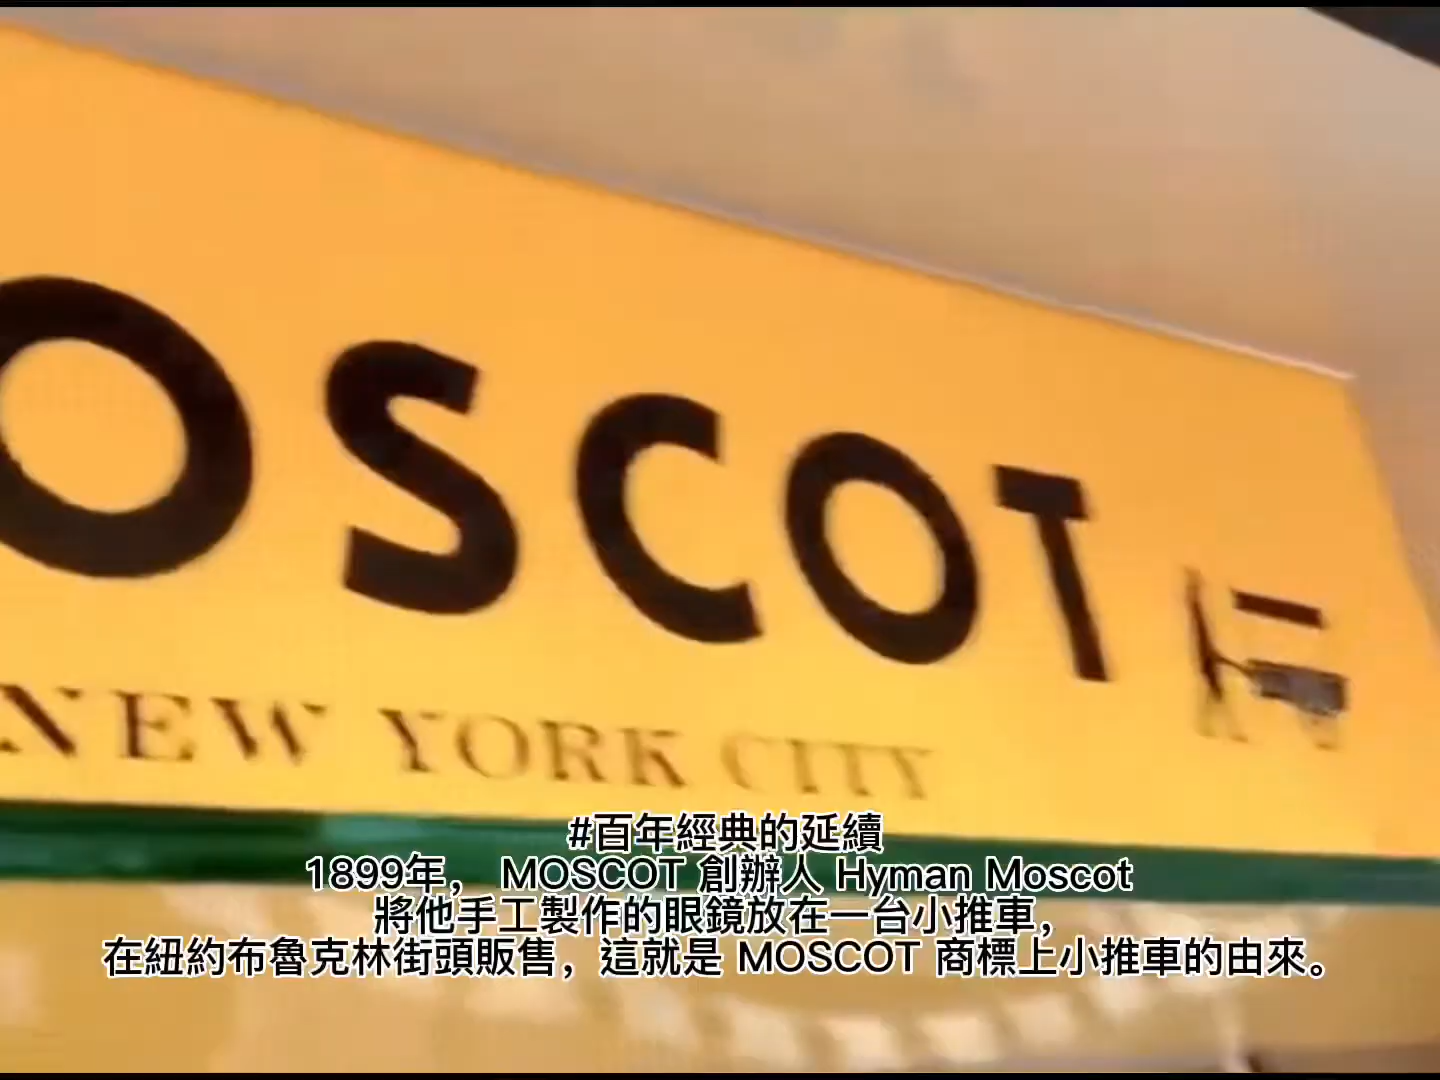 OSCOT
NEW YORK CITY
#百年經典的延續
1899年， MOSCOT 創辦人 Hyman Moscot
將他手工製作的眼鏡放在一台小推車，
在紐約布魯克林街頭販售，這就是 MOSCOT 商標上小推車的由來。